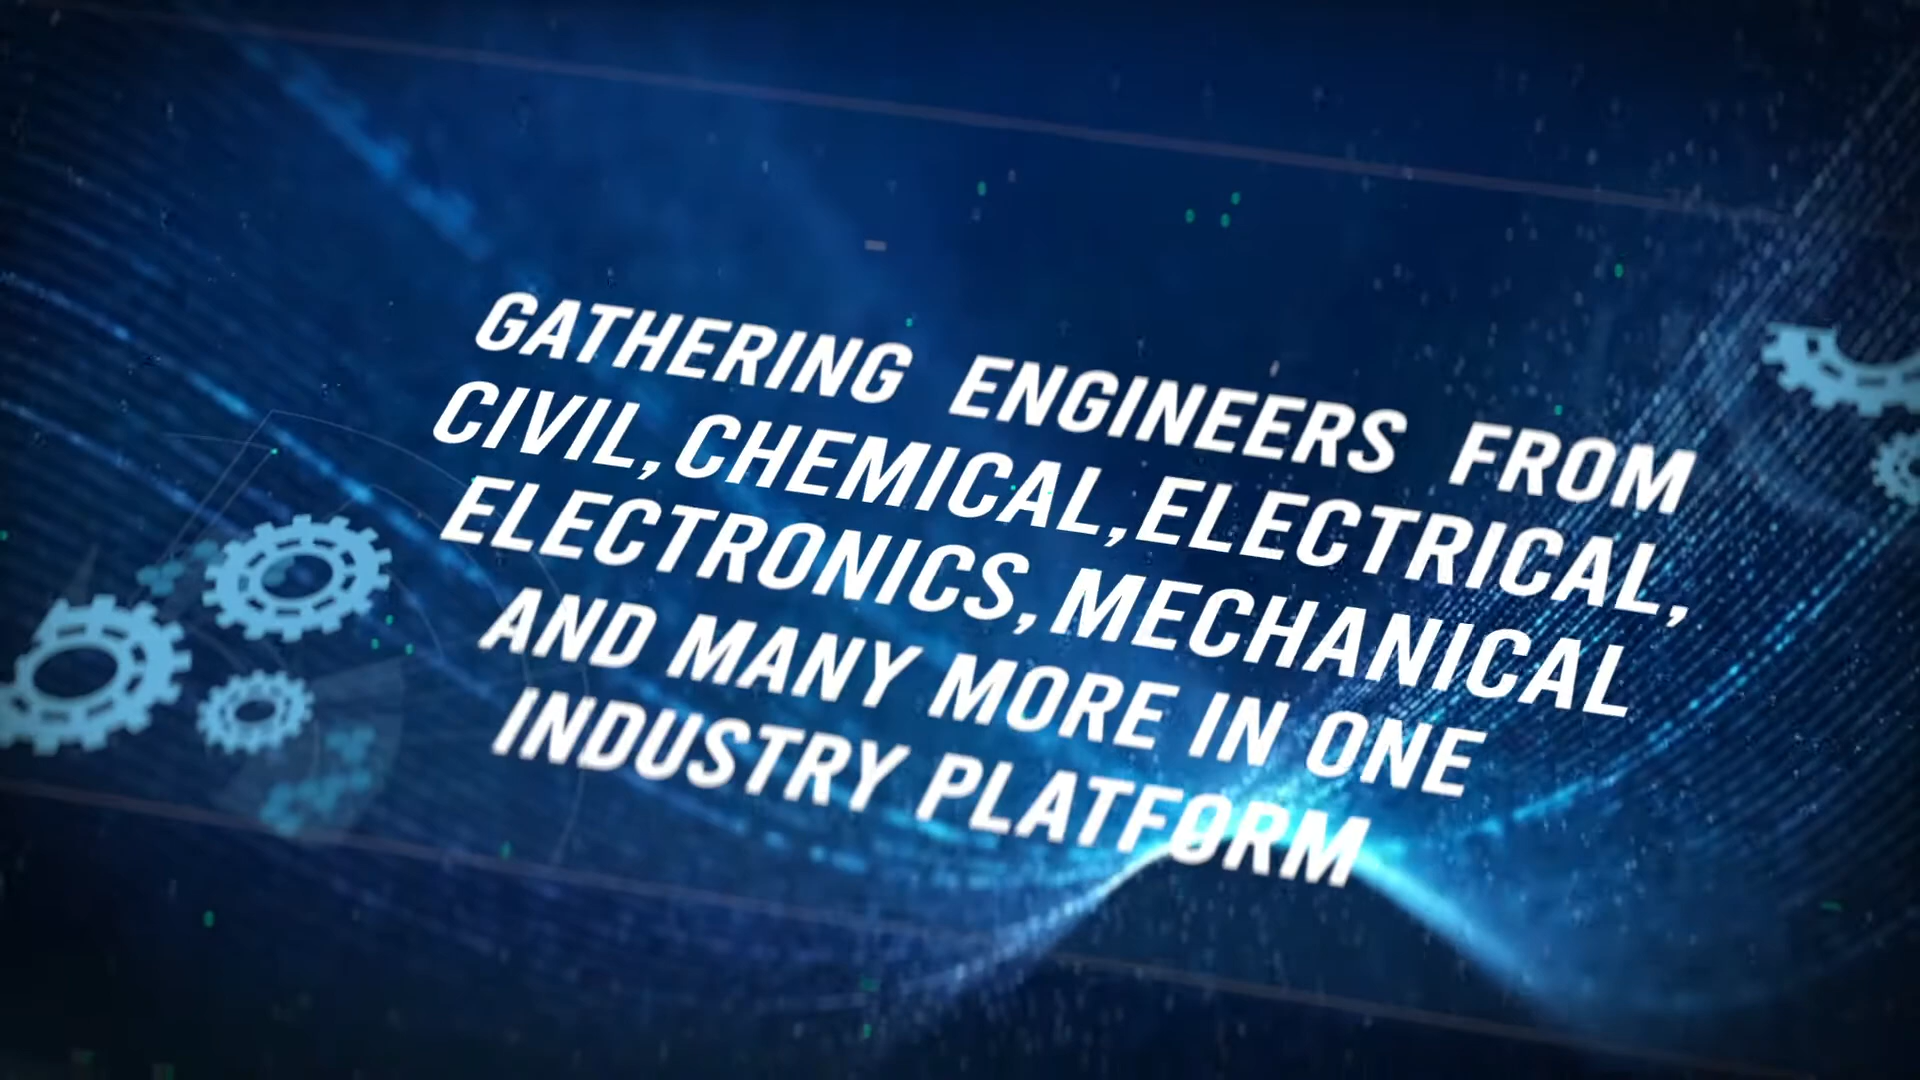 GATHERING ENGINEERS FROM
CIVIL,CHEMICAL,ELECTRICAL,
ELECTRONICS,MECHANICAL
AND MANY MORE IN ONE
INDUSTRY PLATFORM